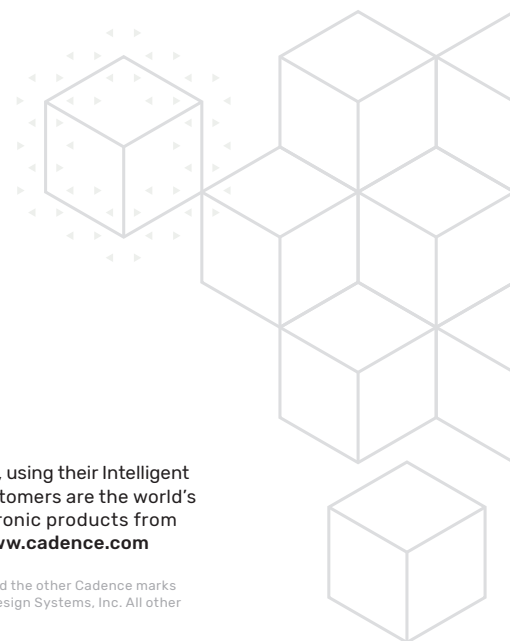 , using their Intelligent
tomers are the world's
ronic products from
w.cadence.com
d the other Cadence marks
esign Systems, Inc. All other